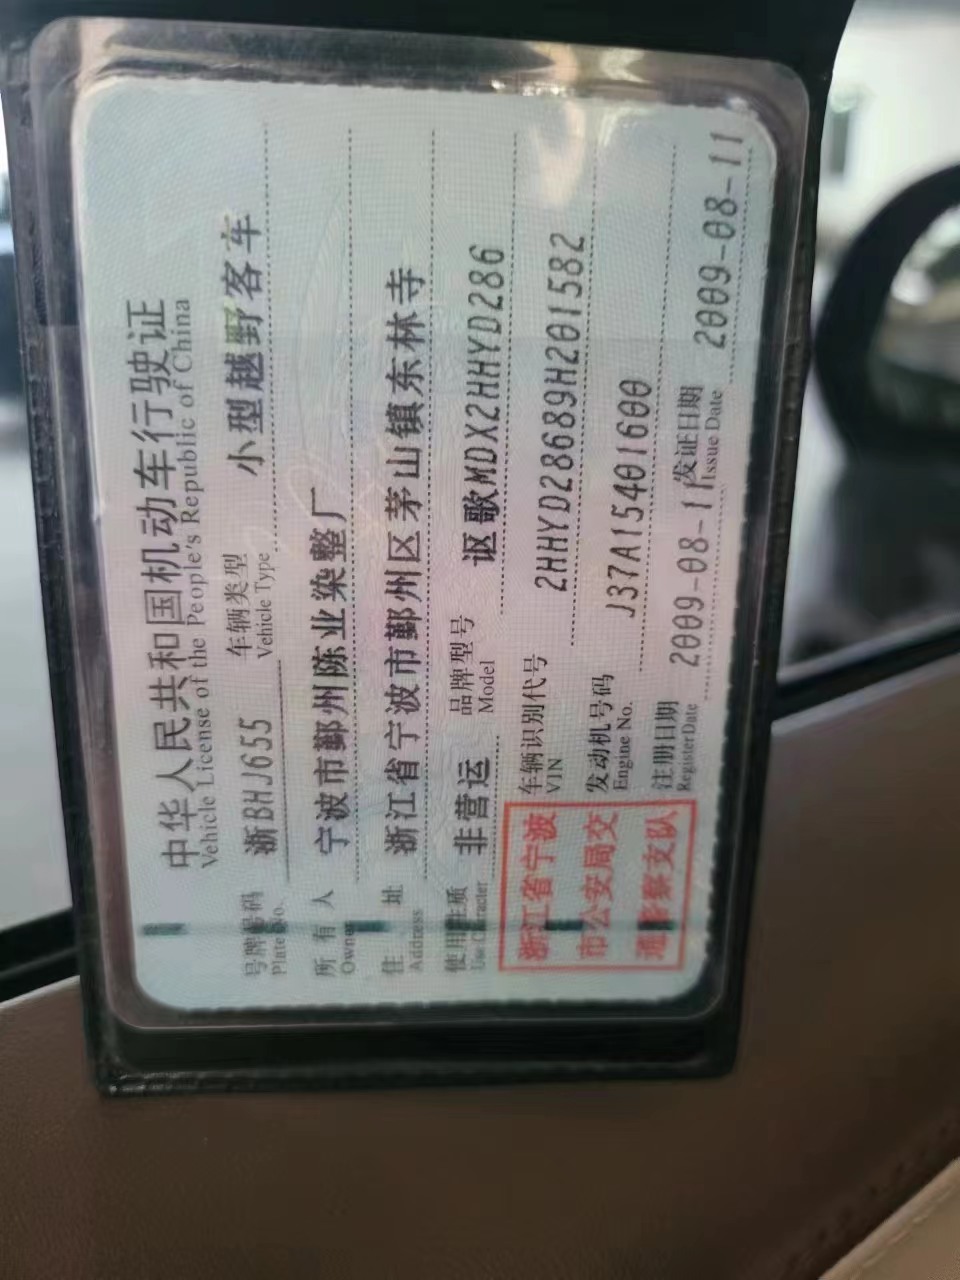 中华人民共和国机动车行驶证
Vehicle License of the People's Republic of China
号牌号码 浙BHJ655 车辆类型 小型越野客车
Plate No. Vehicle Type
所有人 宁波市鄞州陈业染整厂
Owner
住址 浙江省宁波市鄞州区茅山镇东林寺
Address
使用性质 非营运 品牌型号 讴歌MDX2HHYD286
Use Character Model
车辆识别代号 2HHYD28689H201582
VIN
发动机号码 J37A15401600
Engine No.
注册日期 2009-08-11 发证日期 2009-08-11
Register Date Issue Date
浙江省宁波
市公安局交
通警察支队